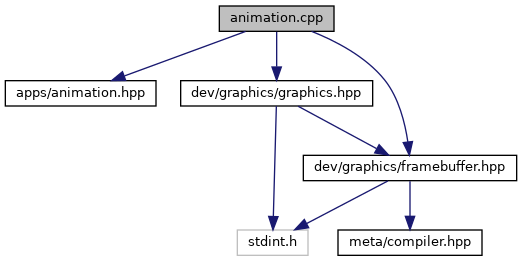 animation.cpp
apps/animation.hpp
dev/graphics/graphics.hpp
dev/graphics/framebuffer.hpp
stdint.h
meta/compiler.hpp